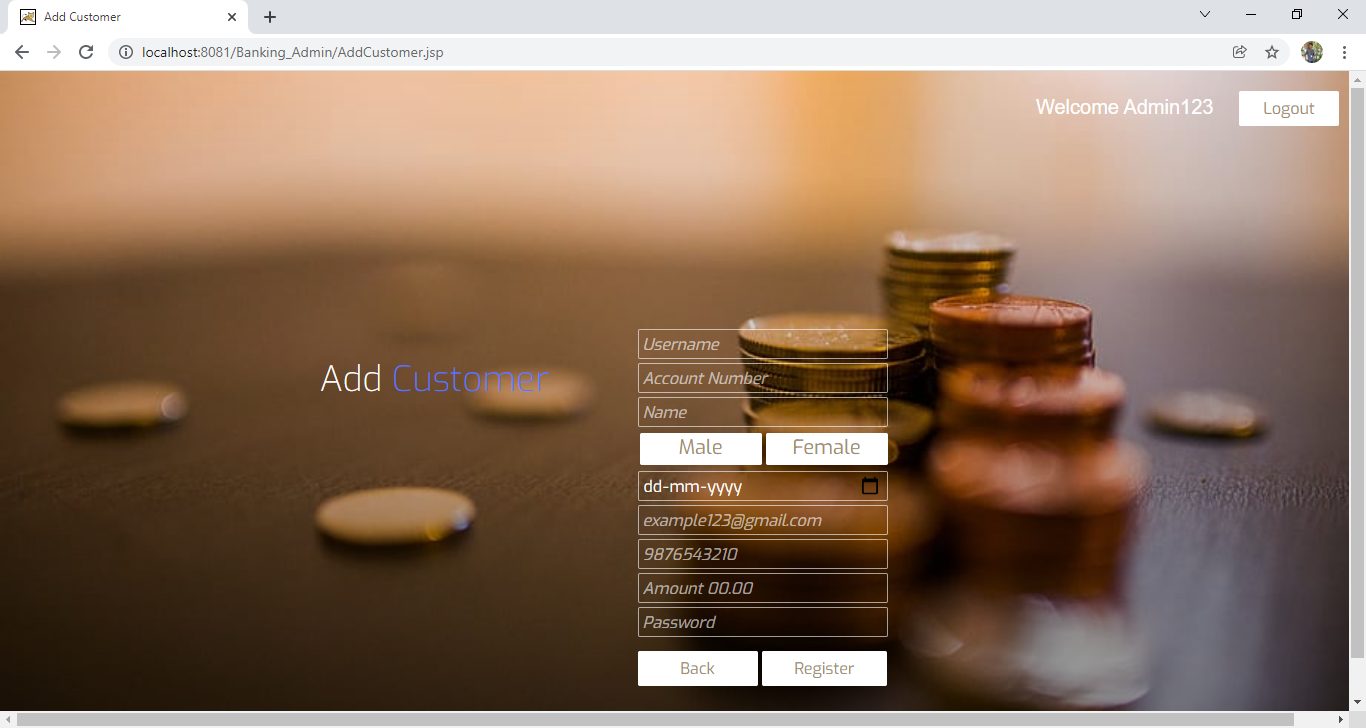 Add Customer
localhost:8081/Banking_Admin/AddCustomer.jsp
Welcome Admin123 Logout
Add Customer
Username
Account Number
Name
Male Female
dd-mm-yyyy
example123@gmail.com
9876543210
Amount 00.00
Password
Back Register